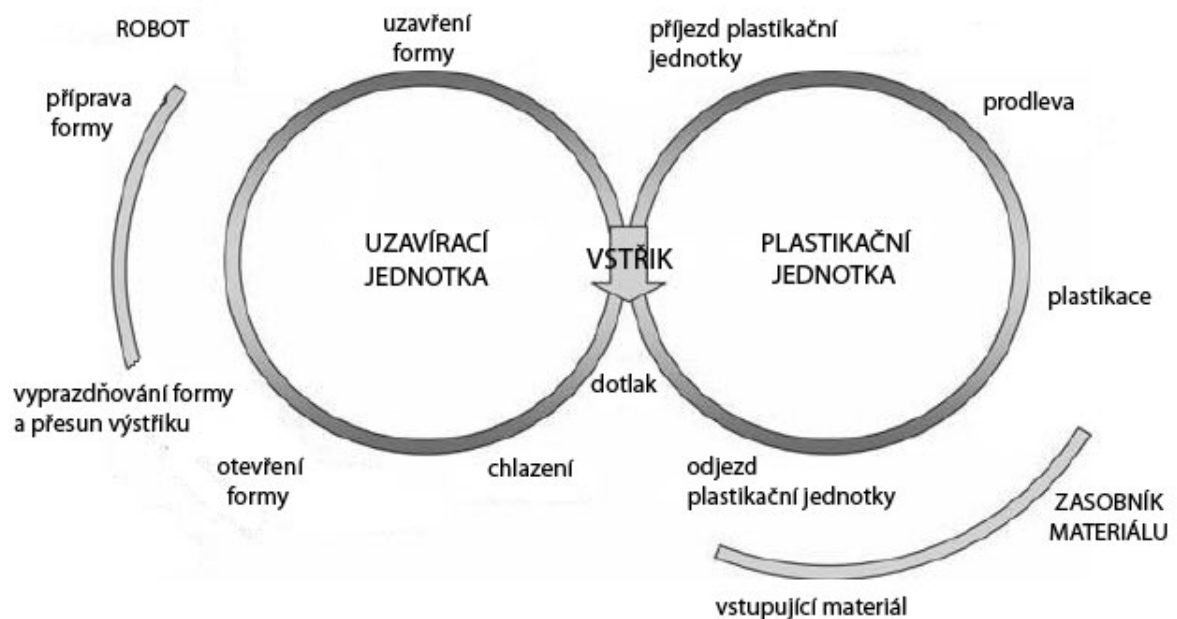 ROBOT
příprava
formy
vyprazdňování formy
a přesun výstřiku
uzavření
formy
UZAVÍRACÍ
JEDNOTKA
otevření
formy
chlazení
VSTŘIK
dotlak
příjezd plastikační
jednotky
prodleva
PLASTIKAČNÍ
JEDNOTKA
plastikace
odjezd
plastikační jednotky
ZASOBNÍK
MATERIÁLU
vstupující materiál